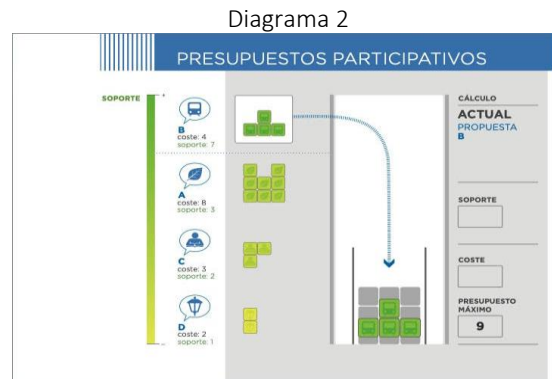 Diagrama 2
PRESUPUESTOS PARTICIPATIVOS
SOPORTE
B
coste: 4
soporte: 7
A
coste: 8
soporte: 3
C
coste: 3
soporte: 2
D
coste: 2
soporte: 1
CÁLCULO
ACTUAL
PROPUESTA
B
SOPORTE
COSTE
PRESUPUESTO
MÁXIMO
9